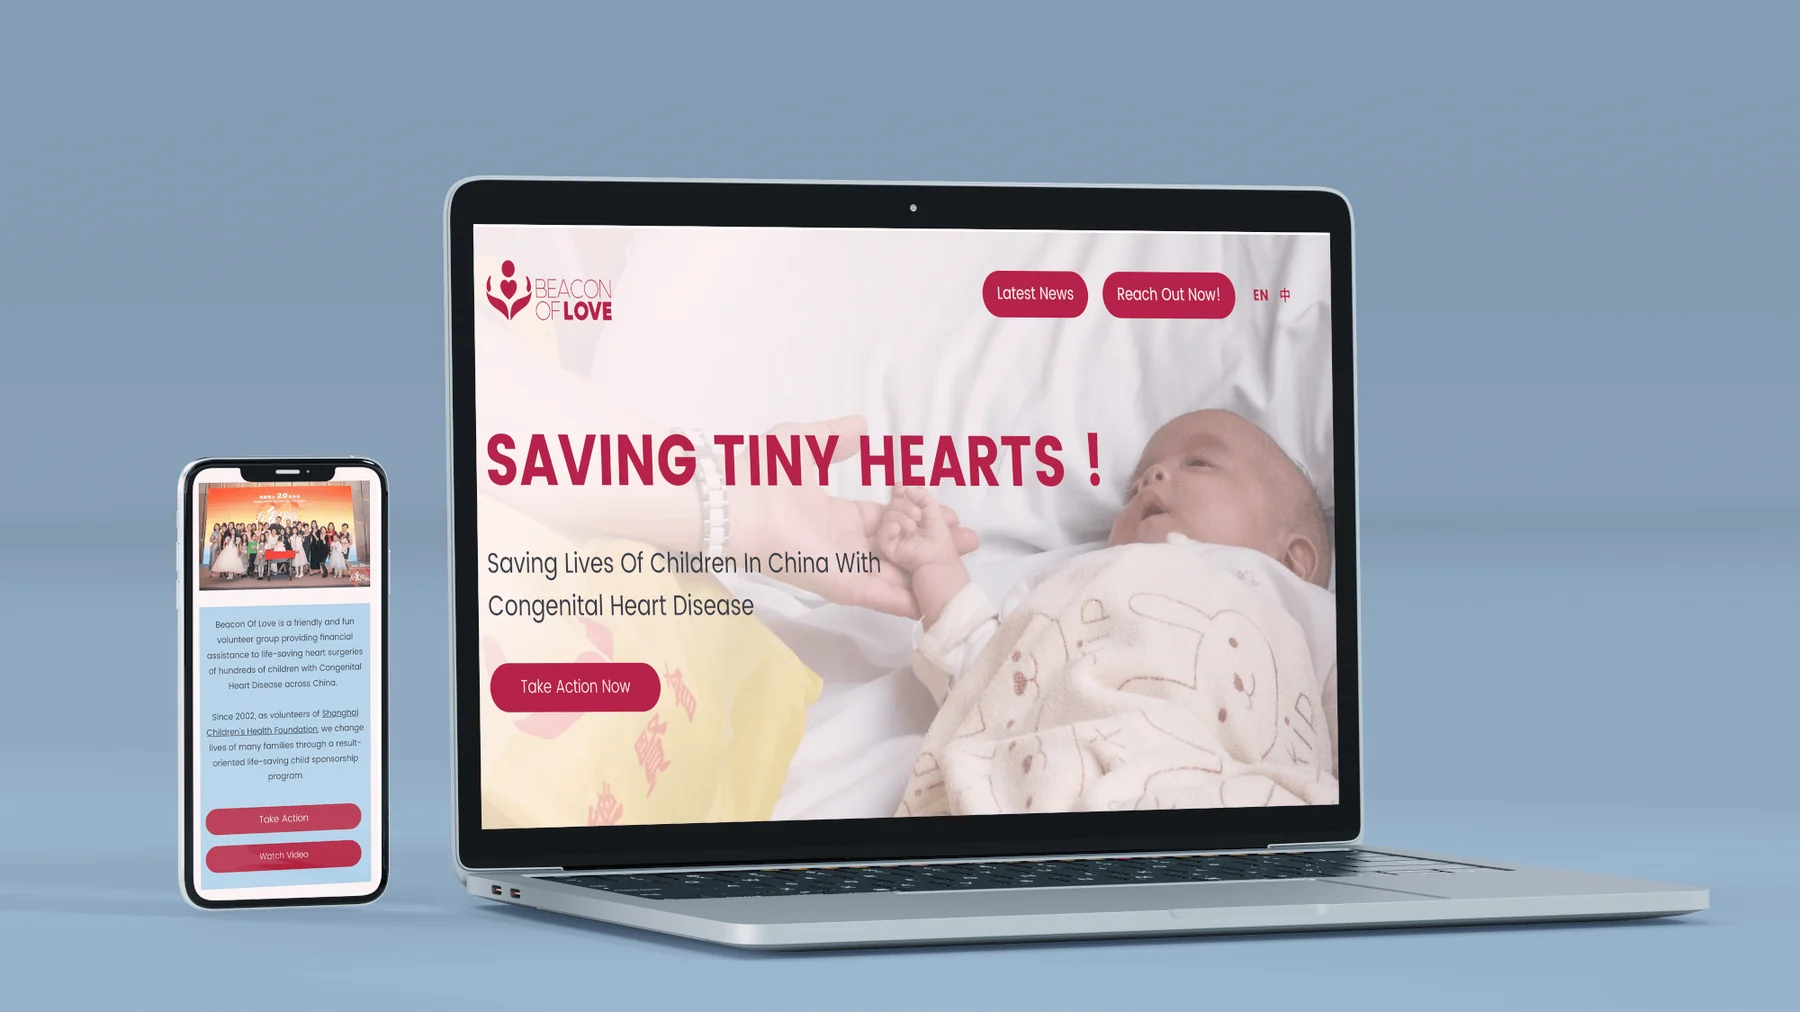 BEACON
OF LOVE
Latest News
Reach Out Now!
EN 中
SAVING TINY HEARTS !
Saving Lives Of Children In China With
Congenital Heart Disease
Take Action Now
KID
KID
賢
20
Beacon Of Love is a friendly and fun
volunteer group providing financial
assistance to life-saving heart surgeries
of hundreds of children with Congenital
Heart Disease across China.
Since 2002, as volunteers of Shanghai
Children's Health Foundation, we change
lives of many families through a result-
oriented life-saving child sponsorship
program.
Take Action
Watch Video